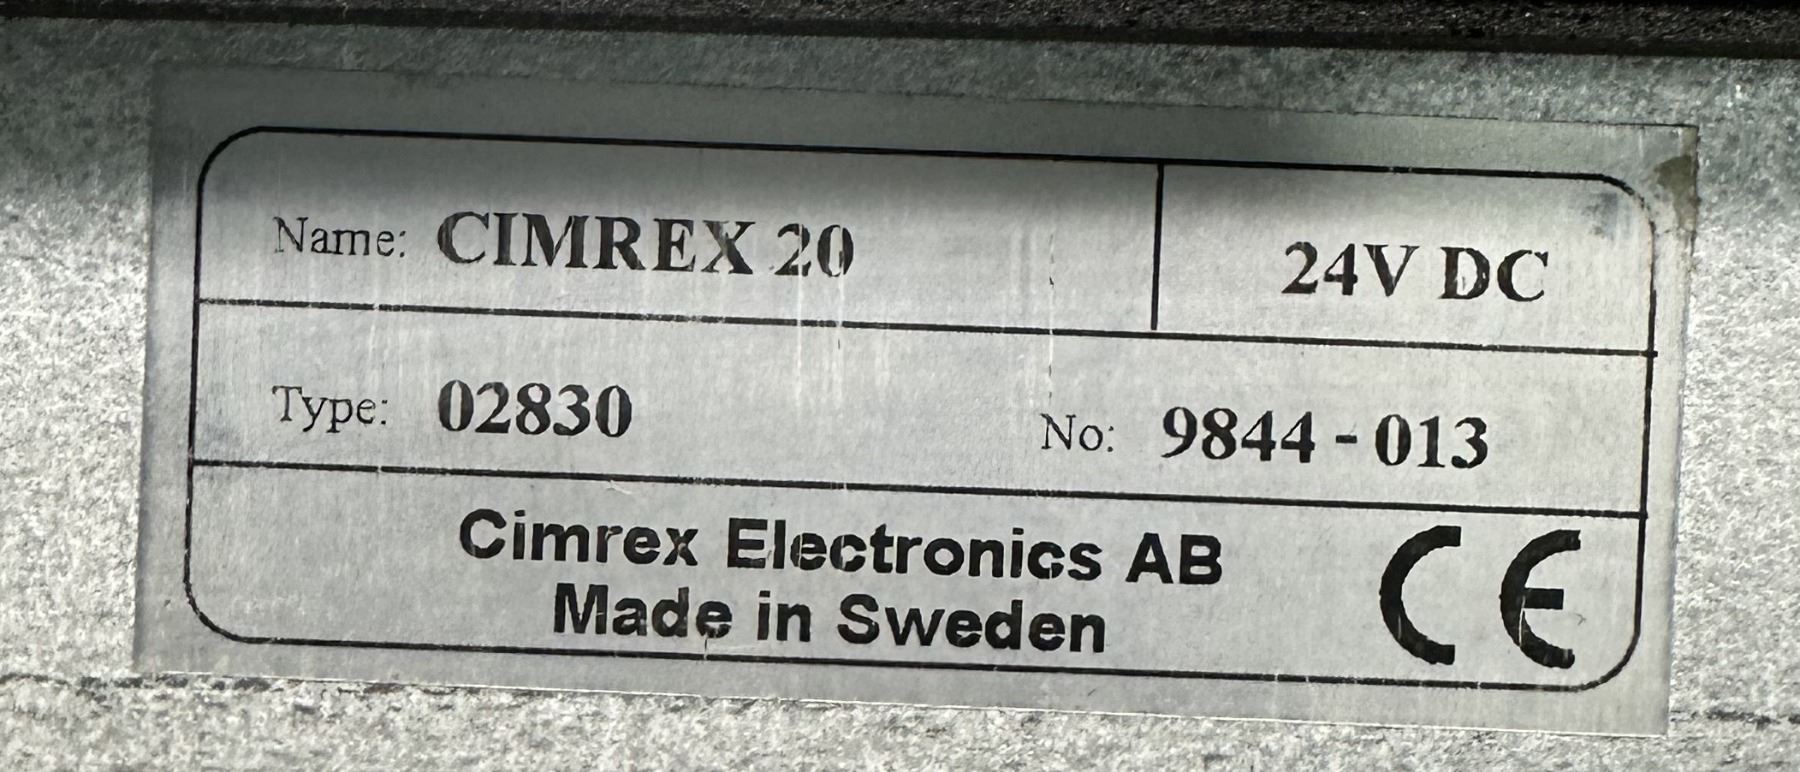 Name: CIMREX 20
24V DC
Type: 02830
No: 9844-013
Cimrex Electronics AB
Made in Sweden
CE